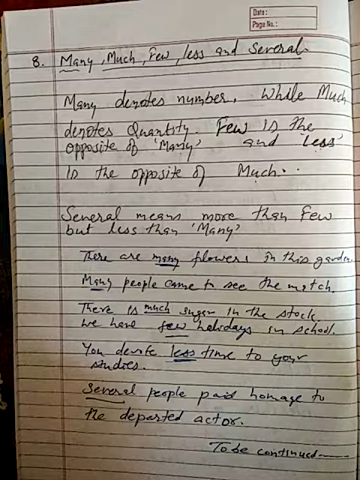 Date:
Page No.:
8. Many, Much, Few, less and Several.
Many denotes number, while Much
denotes Quantity. Few is the
opposite of 'Many' and 'Less'
Is the opposite of Much..
Several means more than Few
but less than 'Many'
There are many flowers in this garden.
Many people came to see the match.
There is much sugar in the stock.
we have few holidays in school.
You devote less time to your
studies.
Several people paid homage to
the departed actor.
To be continued